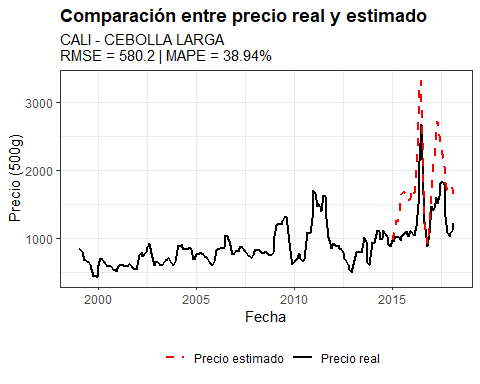 Comparación entre precio real y estimado
CALI - CEBOLLA LARGA
RMSE = 580.2 | MAPE = 38.94%
Precio (500g)
3000
2000
1000
2000
2005
2010
2015
Fecha
Precio estimado
Precio real